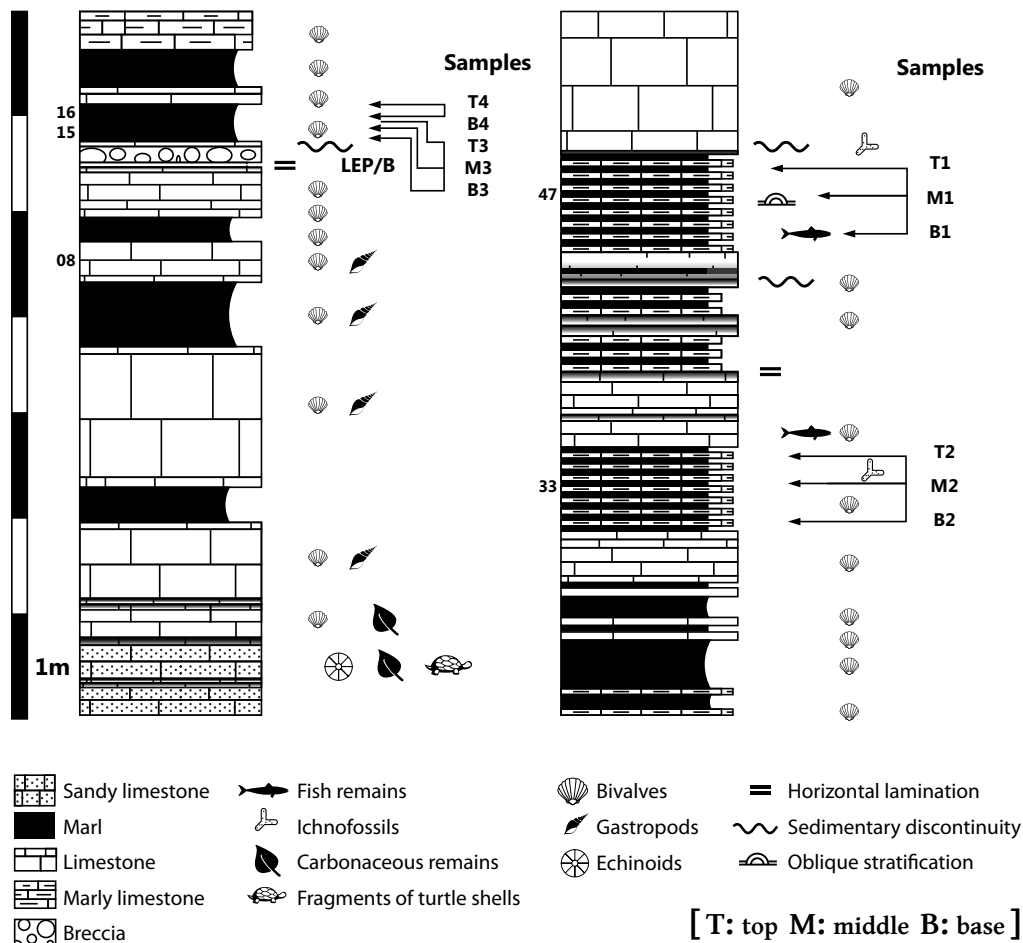 Samples
16
15
T4
B4
T3
M3
B3
LEP/B
08
1m
Samples
T1
47
M1
B1
T2
33
M2
B2
Sandy limestone
Marl
Limestone
Marly limestone
Breccia
Fish remains
Ichnofossils
Carbonaceous remains
Fragments of turtle shells
Bivalves
Gastropods
Echinoids
Horizontal lamination
Sedimentary discontinuity
Oblique stratification
[ T: top M: middle B: base ]